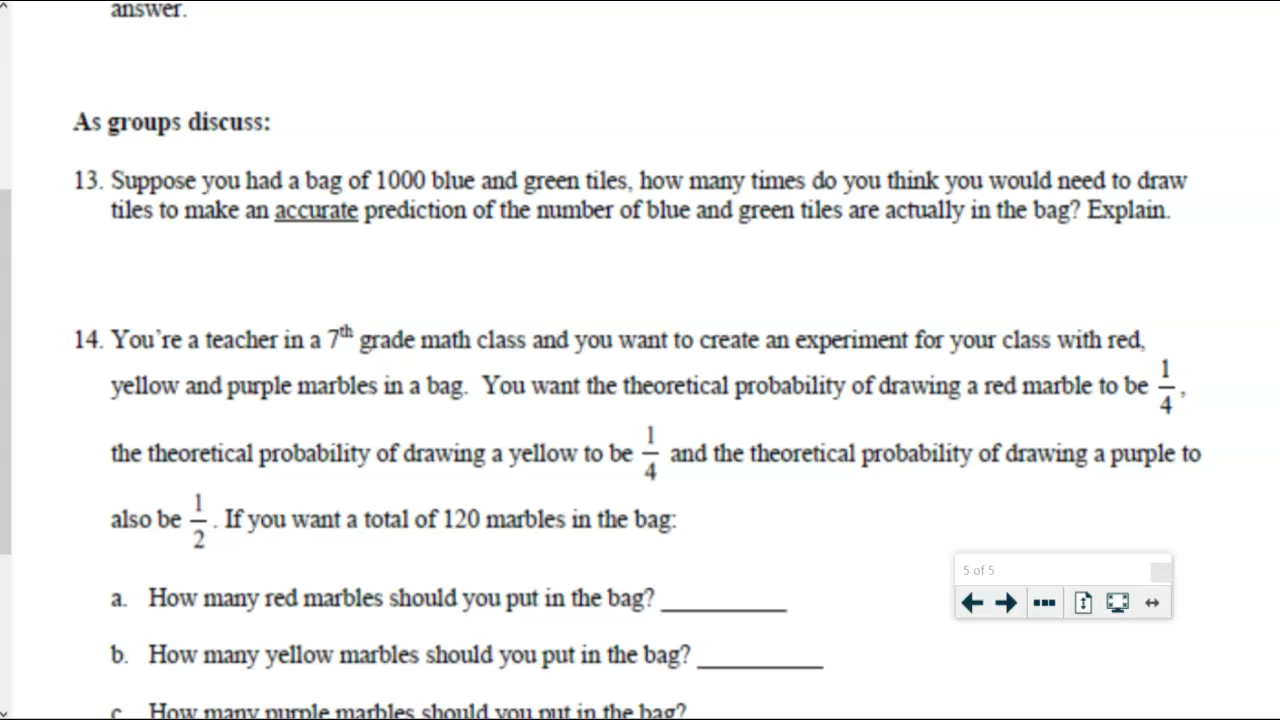 answer.
As groups discuss:
13. Suppose you had a bag of 1000 blue and green tiles, how many times do you think you would need to draw
tiles to make an accurate prediction of the number of blue and green tiles are actually in the bag? Explain.
14. You're a teacher in a 7th grade math class and you want to create an experiment for your class with red,
yellow and purple marbles in a bag. You want the theoretical probability of drawing a red marble to be 1/4,
the theoretical probability of drawing a yellow to be 1/4 and the theoretical probability of drawing a purple to
also be 1/2. If you want a total of 120 marbles in the bag:
5 of 5
a. How many red marbles should you put in the bag? __________
b. How many yellow marbles should you put in the bag? __________
c. How many purple marbles should you put in the bag?